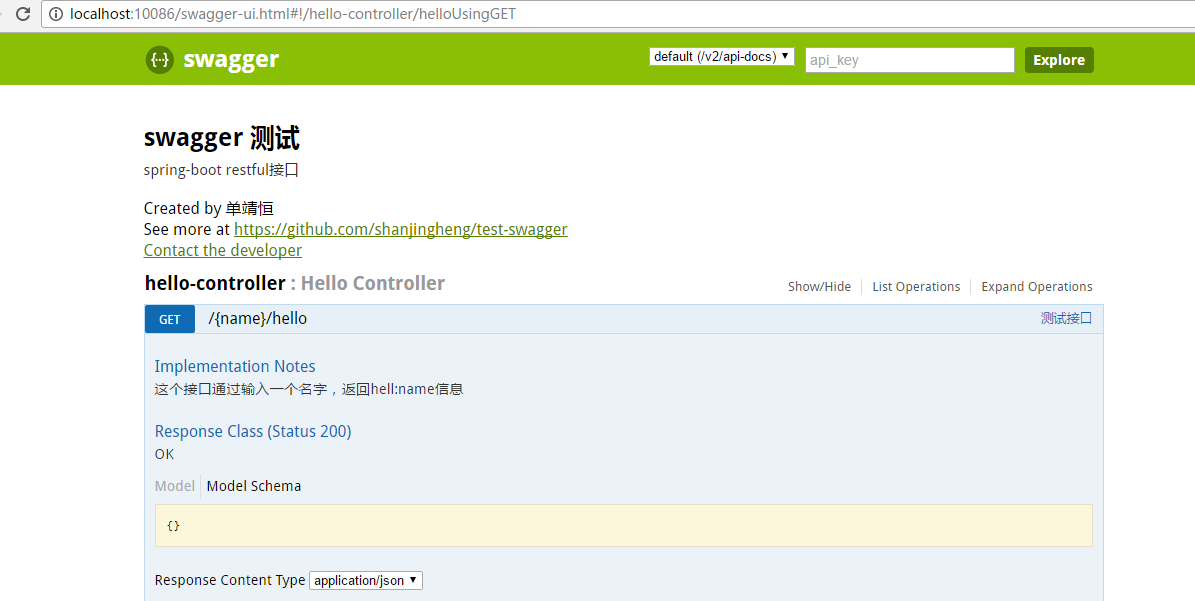 localhost:10086/swagger-ui.html#!/hello-controller/helloUsingGET
{··} swagger default (/v2/api-docs) ▼ api_key Explore
swagger 测试
spring-boot restful接口
Created by 单靖恒
See more at https://github.com/shanjingheng/test-swagger
Contact the developer
hello-controller : Hello Controller Show/Hide List Operations Expand Operations
GET /{name}/hello 测试接口
Implementation Notes
这个接口通过输入一个名字，返回hell:name信息
Response Class (Status 200)
OK
Model Model Schema
{}
Response Content Type application/json ▼